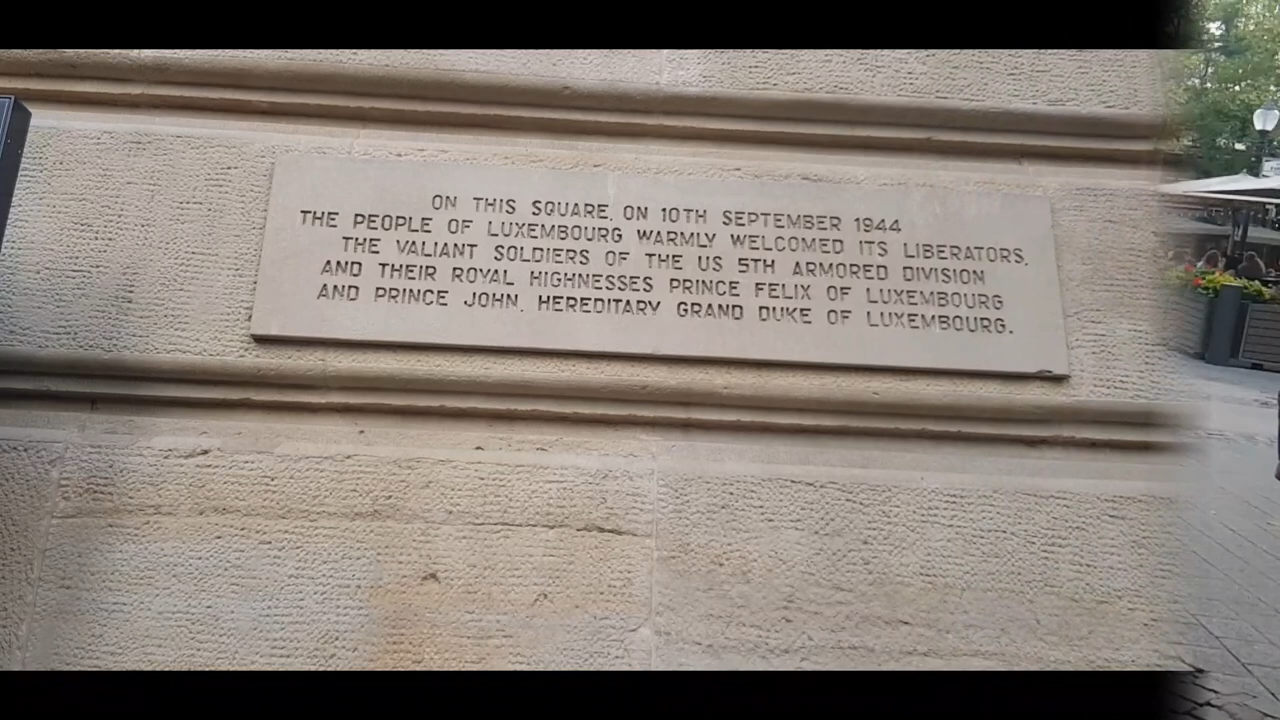 ON THIS SQUARE, ON 10TH SEPTEMBER 1944
THE PEOPLE OF LUXEMBOURG WARMLY WELCOMED ITS LIBERATORS,
THE VALIANT SOLDIERS OF THE US 5TH ARMORED DIVISION
AND THEIR ROYAL HIGHNESSES PRINCE FELIX OF LUXEMBOURG
AND PRINCE JOHN, HEREDITARY GRAND DUKE OF LUXEMBOURG.